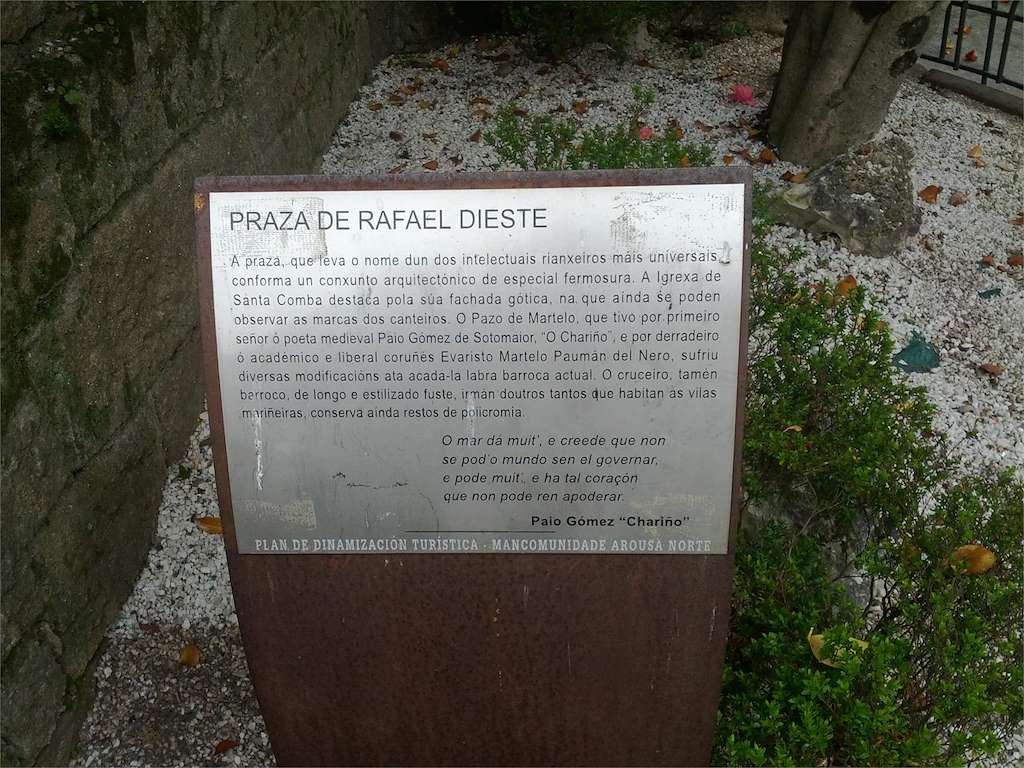 PRAZA DE RAFAEL DIESTE
A praza, que leva o nome dun dos intelectuais rianxeiros máis universais,
conforma un conxunto arquitectónico de especial fermosura. A Igrexa de
Santa Comba destaca pola súa fachada gótica, na que aínda se poden
observar as marcas dos canteiros. O Pazo de Martelo, que tivo por primeiro
señor ó poeta medieval Paio Gómez de Sotomaior, “O Chariño”, e por derradeiro
ó académico e liberal coruñés Evaristo Martelo Paumán del Nero, sufriu
diversas modificacións ata acada-la labra barroca actual. O cruceiro, tamén
barroco, de longo e estilizado fuste, irmán doutros tantos que habitan as vilas
mariñeiras, conserva aínda restos de policromía.
O mar dá muit’, e creede que non
se pod’o mundo sen el governar,
e pode muit’, e ha tal coraçón
que non pode ren apoderar.
Paio Gómez “Chariño”
PLAN DE DINAMIZACIÓN TURÍSTICA - MANCOMUNIDADE AROUSA NORTE